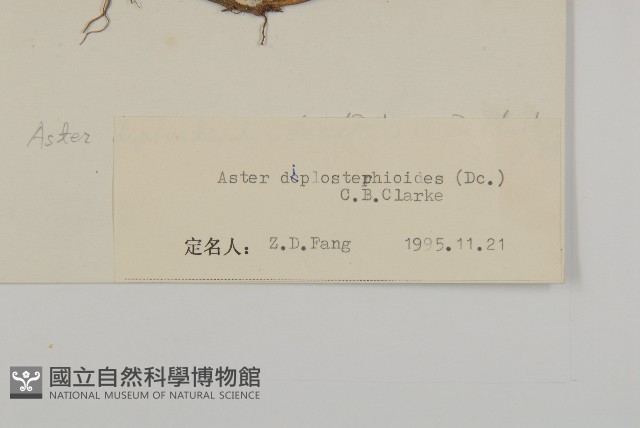 Aster
Aster diplostephioides (Dc.)
C.B.Clarke
定名人: Z.D.Fang 1995.11.21
國立自然科學博物館
NATIONAL MUSEUM OF NATURAL SCIENCE